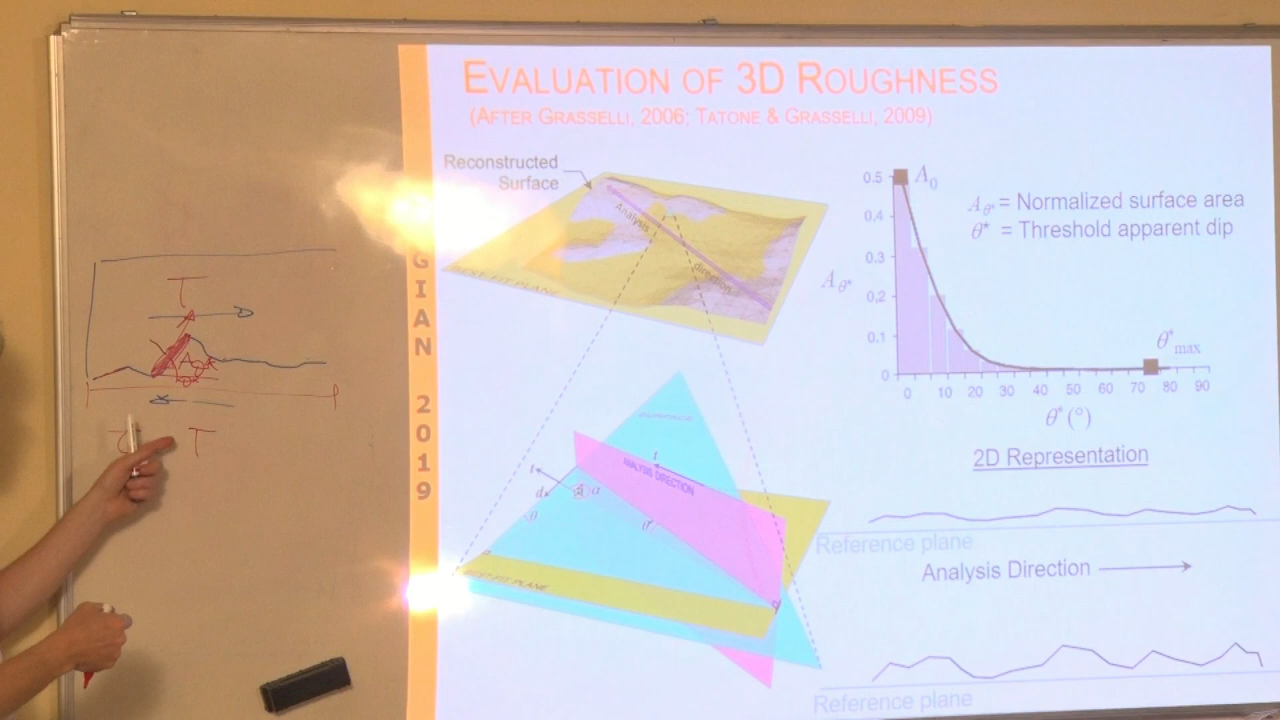 EVALUATION OF 3D ROUGHNESS
(AFTER GRASSELLI, 2006; TATONE & GRASSELLI, 2009)
Reconstructed
Surface
Analysis
direction
BEST-FIT PLANE
GIAN 2019
0.5
0.4
0.3
0.2
0.1
0
A₀
A_θ* = Normalized surface area
θ* = Threshold apparent dip
A_θ*
θ*max
0 10 20 30 40 50 60 70 80 90
θ* (°)
ANALYSIS DIRECTION
t
t
d
α
θ
θ*
BEST-FIT PLANE
2D Representation
Reference plane
Analysis Direction
Reference plane
T
T